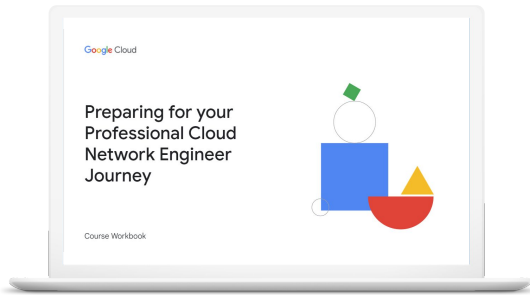 Google Cloud
Preparing for your
Professional Cloud
Network Engineer
Journey
Course Workbook